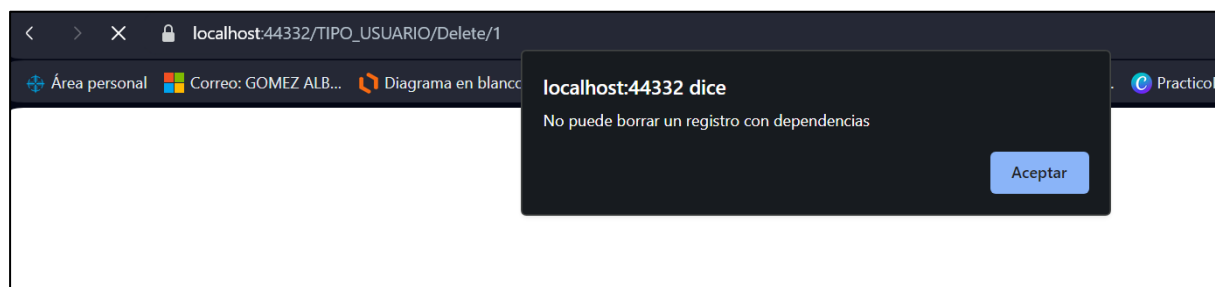 localhost:44332/TIPO_USUARIO/Delete/1
Área personal Correo: GOMEZ ALB... Diagrama en blanco
localhost:44332 dice
No puede borrar un registro con dependencias
Aceptar